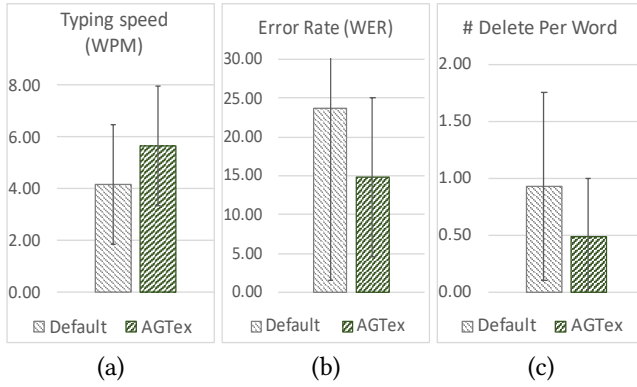 Typing speed
(WPM)
8.00
6.00
4.00
2.00
0.00
Default AGTex
(a)
Error Rate (WER)
30.00
25.00
20.00
15.00
10.00
5.00
0.00
Default AGTex
(b)
# Delete Per Word
2.00
1.50
1.00
0.50
0.00
Default AGTex
(c)